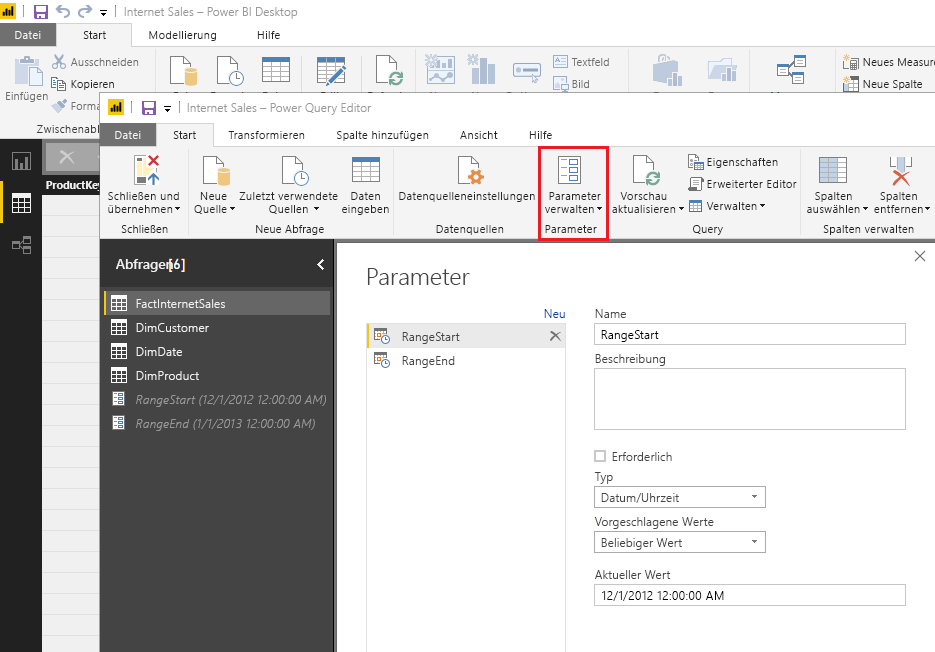 Internet Sales – Power BI Desktop
Datei Start Modellierung Hilfe
Einfügen
Ausschneiden
Kopieren
Forma
Zwischenabl
Textfeld
Bild
Neues Measur
Neue Spalte
ProductKey
Internet Sales – Power Query Editor
Datei Start Transformieren Spalte hinzufügen Ansicht Hilfe
Schließen und
übernehmen
Schließen
Neue
Quelle
Zuletzt verwendete
Quellen
Daten
eingeben
Neue Abfrage
Datenquelleneinstellungen
Datenquellen
Parameter
verwalten
Parameter
Vorschau
aktualisieren
Eigenschaften
Erweiterter Editor
Verwalten
Query
Spalten
auswählen
Spalten
entfernen
Spalten verwalten
Abfragen[6]
FactInternetSales
DimCustomer
DimDate
DimProduct
RangeStart (12/1/2012 12:00:00 AM)
RangeEnd (1/1/2013 12:00:00 AM)
Parameter
Neu
RangeStart
RangeEnd
Name
RangeStart
Beschreibung
Erforderlich
Typ
Datum/Uhrzeit
Vorgeschlagene Werte
Beliebiger Wert
Aktueller Wert
12/1/2012 12:00:00 AM